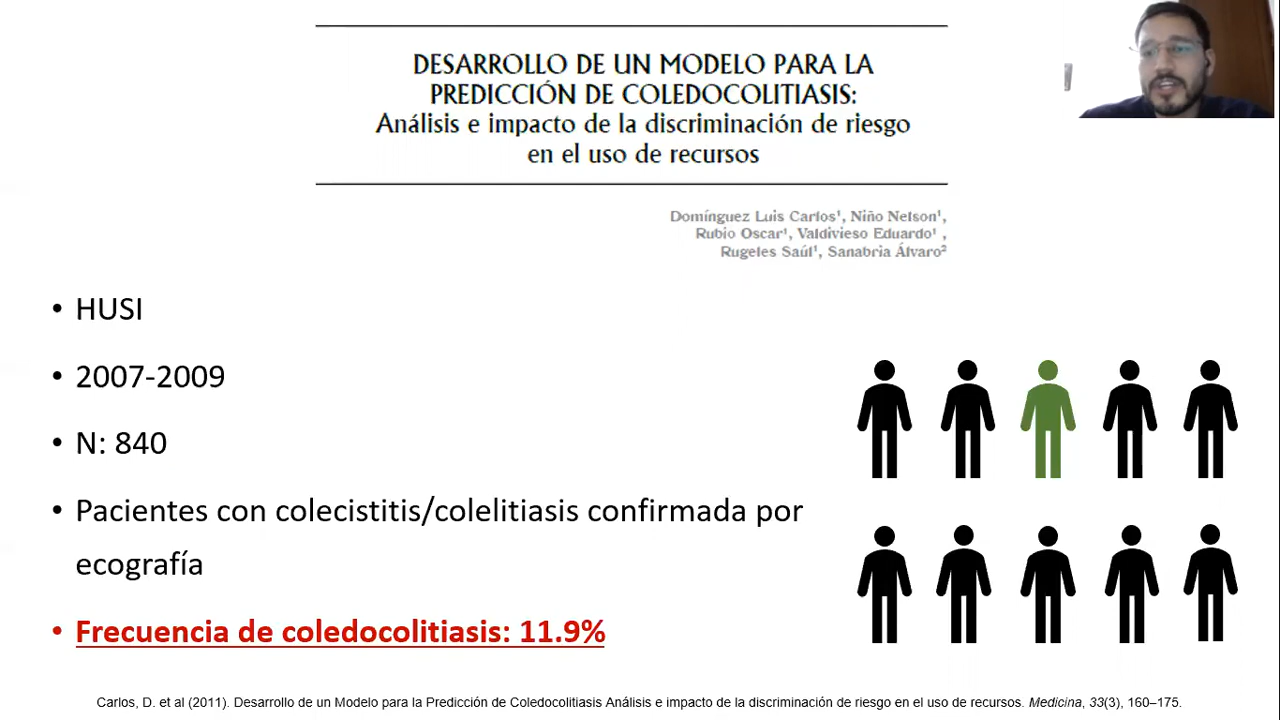 DESARROLLO DE UN MODELO PARA LA
PREDICCIÓN DE COLEDOCOLITIASIS:
Análisis e impacto de la discriminación de riesgo
en el uso de recursos
Domínguez Luis Carlos¹, Niño Nelson¹,
Rubio Oscar¹, Valdivieso Eduardo¹ ,
Rugeles Saúl¹, Sanabria Álvaro²
• HUSI
• 2007-2009
• N: 840
• Pacientes con colecistitis/colelitiasis confirmada por
ecografía
• Frecuencia de coledocolitiasis: 11.9%
Carlos, D. et al (2011). Desarrollo de un Modelo para la Predicción de Coledocolitiasis Análisis e impacto de la discriminación de riesgo en el uso de recursos. Medicina, 33(3), 160–175.